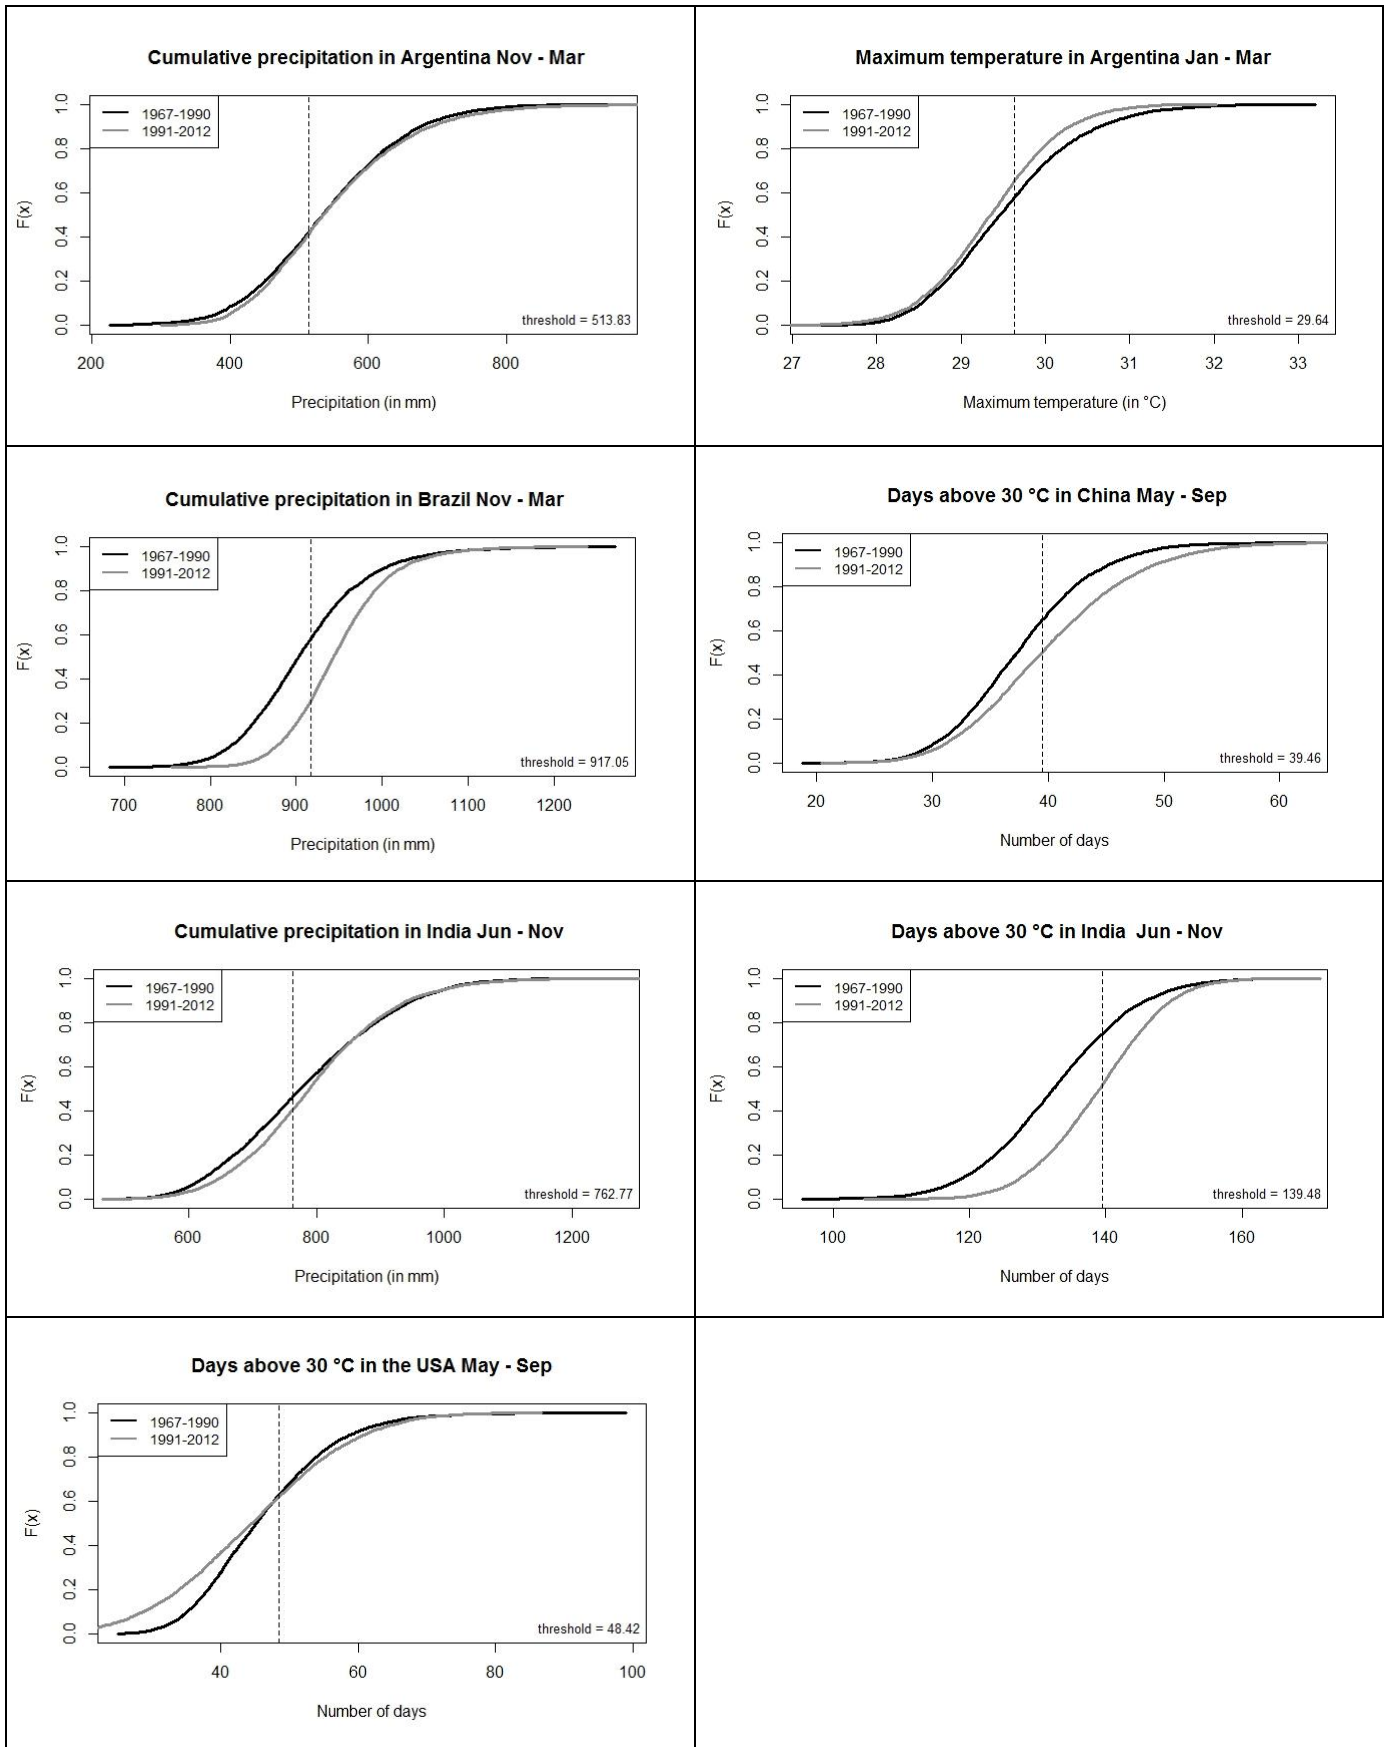 Cumulative precipitation in Argentina Nov - Mar
1.0
0.8
0.6
0.4
0.2
0.0
F(x)
1967-1990
1991-2012
threshold = 513.83
200 400 600 800
Precipitation (in mm)
Maximum temperature in Argentina Jan - Mar
1.0
0.8
0.6
0.4
0.2
0.0
F(x)
1967-1990
1991-2012
threshold = 29.64
27 28 29 30 31 32 33
Maximum temperature (in °C)
Cumulative precipitation in Brazil Nov - Mar
1.0
0.8
0.6
0.4
0.2
0.0
F(x)
1967-1990
1991-2012
threshold = 917.05
700 800 900 1000 1100 1200
Precipitation (in mm)
Days above 30 °C in China May - Sep
1.0
0.8
0.6
0.4
0.2
0.0
F(x)
1967-1990
1991-2012
threshold = 39.46
20 30 40 50 60
Number of days
Cumulative precipitation in India Jun - Nov
1.0
0.8
0.6
0.4
0.2
0.0
F(x)
1967-1990
1991-2012
threshold = 762.77
600 800 1000 1200
Precipitation (in mm)
Days above 30 °C in India  Jun - Nov
1.0
0.8
0.6
0.4
0.2
0.0
F(x)
1967-1990
1991-2012
threshold = 139.48
100 120 140 160
Number of days
Days above 30 °C in the USA May - Sep
1.0
0.8
0.6
0.4
0.2
0.0
F(x)
1967-1990
1991-2012
threshold = 48.42
40 60 80 100
Number of days